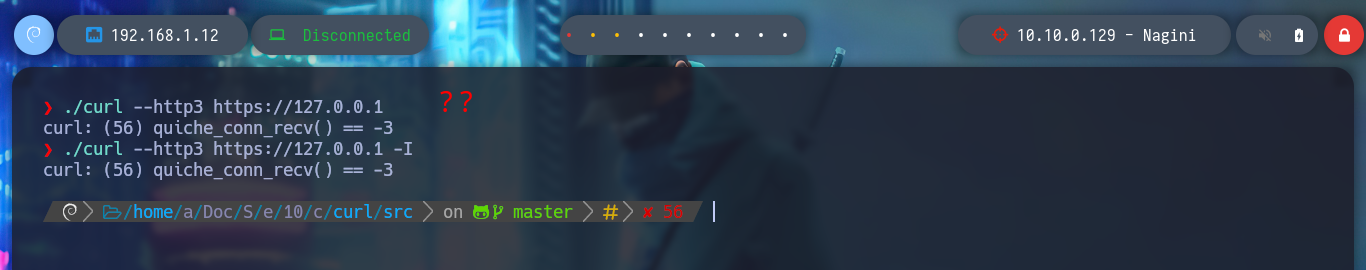 192.168.1.12
Disconnected
10.10.0.129 - Nagini
❯ ./curl --http3 https://127.0.0.1
??
curl: (56) quiche_conn_recv() == -3
❯ ./curl --http3 https://127.0.0.1 -I
curl: (56) quiche_conn_recv() == -3
/home/a/Doc/S/e/10/c/curl/src on master # ✘ 56